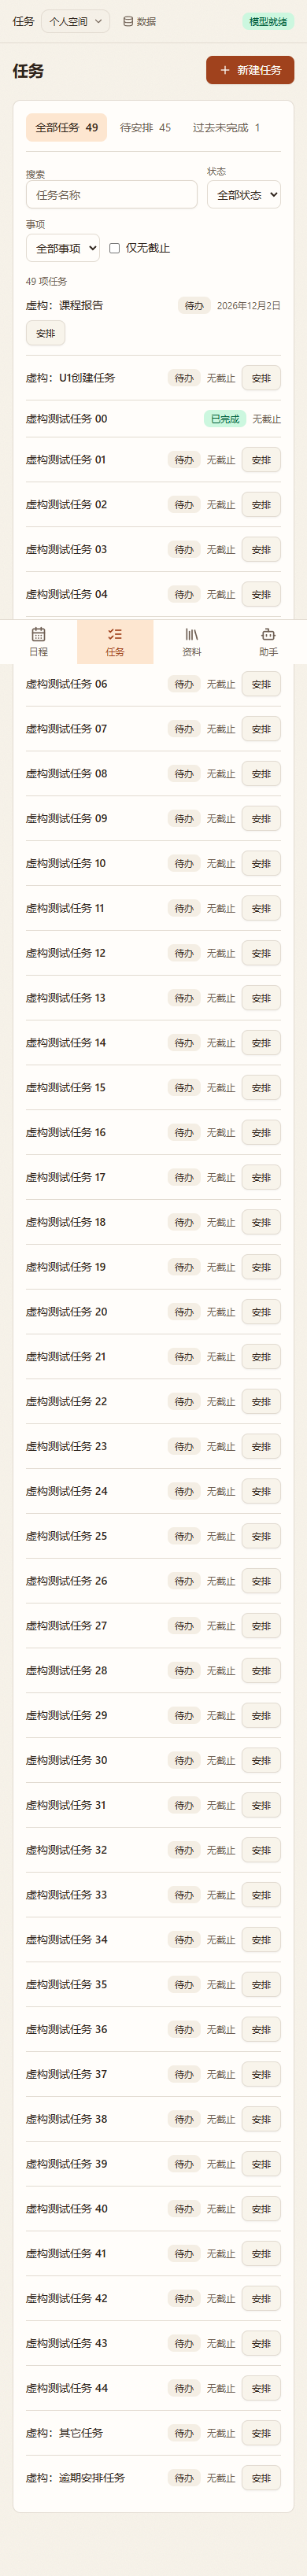 任务 个人空间 数据 模型就绪
任务 新建任务
全部任务 49 待安排 45 过去未完成 1
搜索 状态
任务名称 全部状态
事项
全部事项 仅无截止
49 项任务
虚构：课程报告 待办 2026年12月2日
安排
虚构：U1创建任务 待办 无截止 安排
虚构测试任务 00 已完成 无截止
虚构测试任务 01 待办 无截止 安排
虚构测试任务 02 待办 无截止 安排
虚构测试任务 03 待办 无截止 安排
虚构测试任务 04 待办 无截止 安排
日程 任务 资料 助手
虚构测试任务 06 待办 无截止 安排
虚构测试任务 07 待办 无截止 安排
虚构测试任务 08 待办 无截止 安排
虚构测试任务 09 待办 无截止 安排
虚构测试任务 10 待办 无截止 安排
虚构测试任务 11 待办 无截止 安排
虚构测试任务 12 待办 无截止 安排
虚构测试任务 13 待办 无截止 安排
虚构测试任务 14 待办 无截止 安排
虚构测试任务 15 待办 无截止 安排
虚构测试任务 16 待办 无截止 安排
虚构测试任务 17 待办 无截止 安排
虚构测试任务 18 待办 无截止 安排
虚构测试任务 19 待办 无截止 安排
虚构测试任务 20 待办 无截止 安排
虚构测试任务 21 待办 无截止 安排
虚构测试任务 22 待办 无截止 安排
虚构测试任务 23 待办 无截止 安排
虚构测试任务 24 待办 无截止 安排
虚构测试任务 25 待办 无截止 安排
虚构测试任务 26 待办 无截止 安排
虚构测试任务 27 待办 无截止 安排
虚构测试任务 28 待办 无截止 安排
虚构测试任务 29 待办 无截止 安排
虚构测试任务 30 待办 无截止 安排
虚构测试任务 31 待办 无截止 安排
虚构测试任务 32 待办 无截止 安排
虚构测试任务 33 待办 无截止 安排
虚构测试任务 34 待办 无截止 安排
虚构测试任务 35 待办 无截止 安排
虚构测试任务 36 待办 无截止 安排
虚构测试任务 37 待办 无截止 安排
虚构测试任务 38 待办 无截止 安排
虚构测试任务 39 待办 无截止 安排
虚构测试任务 40 待办 无截止 安排
虚构测试任务 41 待办 无截止 安排
虚构测试任务 42 待办 无截止 安排
虚构测试任务 43 待办 无截止 安排
虚构测试任务 44 待办 无截止 安排
虚构：其它任务 待办 无截止 安排
虚构：逾期安排任务 待办 无截止 安排